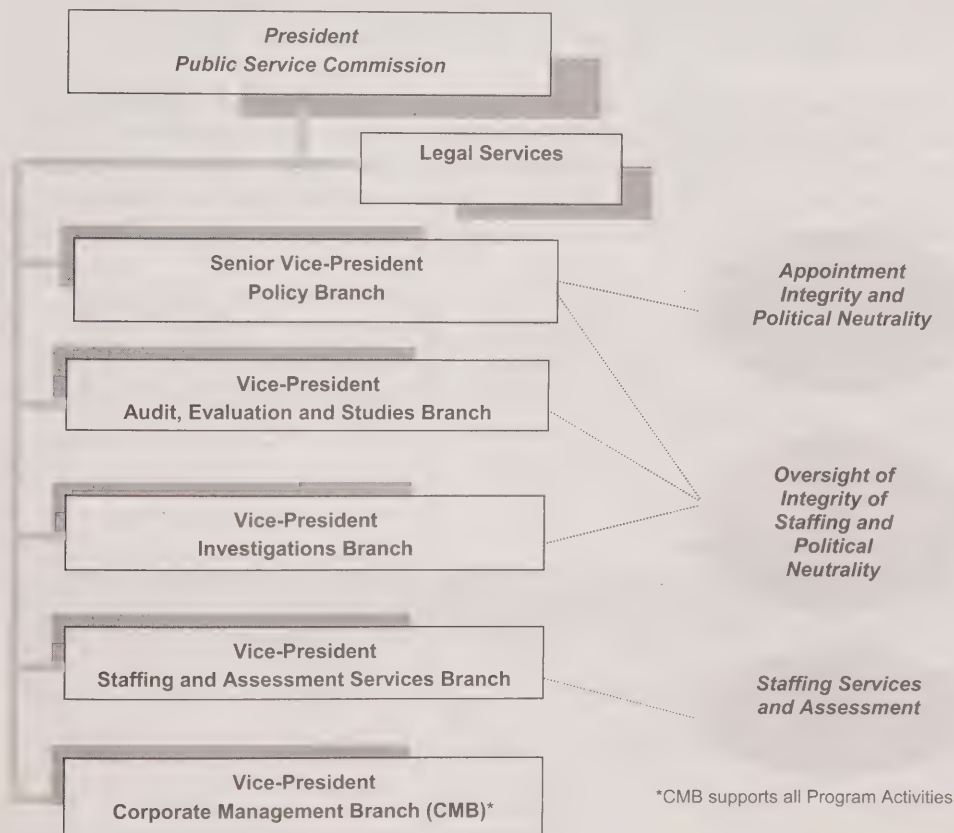 President
Public Service Commission
Legal Services
Senior Vice-President
Policy Branch
Appointment
Integrity and
Political Neutrality
Vice-President
Audit, Evaluation and Studies Branch
Oversight of
Integrity of
Staffing and
Political
Neutrality
Vice-President
Investigations Branch
Vice-President
Staffing and Assessment Services Branch
Staffing Services
and Assessment
Vice-President
Corporate Management Branch (CMB)*
*CMB supports all Program Activities